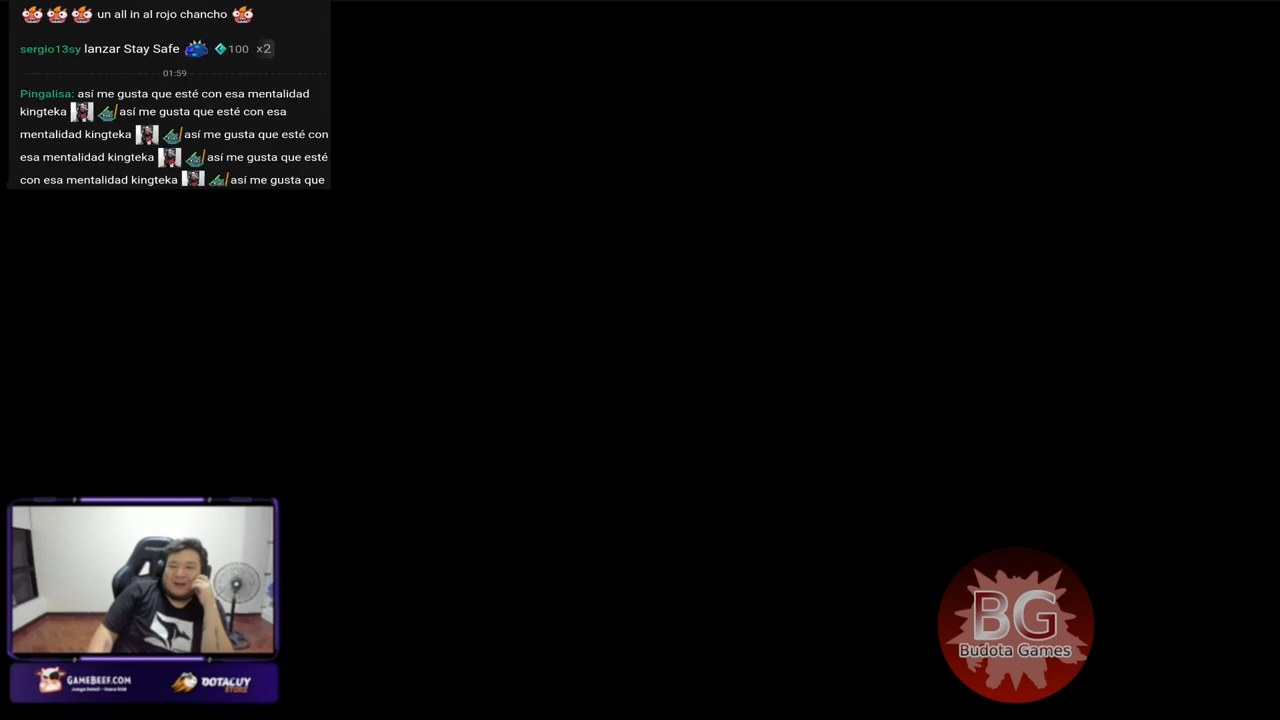 un all in al rojo chancho
sergio13sy lanzar Stay Safe 100 x2
01:59
Pingalisa: así me gusta que esté con esa mentalidad
kingteka así me gusta que esté con esa
mentalidad kingteka así me gusta que esté con
esa mentalidad kingteka así me gusta que esté
con esa mentalidad kingteka así me gusta que
GAMEBEEF.COM
DOTACUY
STORE
BG
Budota Games